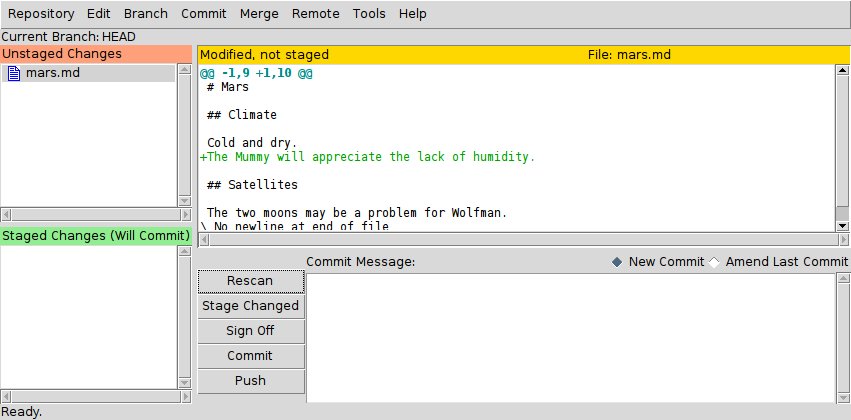 Repository Edit Branch Commit Merge Remote Tools Help
Current Branch: HEAD
Unstaged Changes
mars.md
Staged Changes (Will Commit)
Modified, not staged File: mars.md
@@ -1,9 +1,10 @@
# Mars
## Climate
Cold and dry.
+The Mummy will appreciate the lack of humidity.
## Satellites
The two moons may be a problem for Wolfman.
\ No newline at end of file
Commit Message: New Commit Amend Last Commit
Rescan
Stage Changed
Sign Off
Commit
Push
Ready.